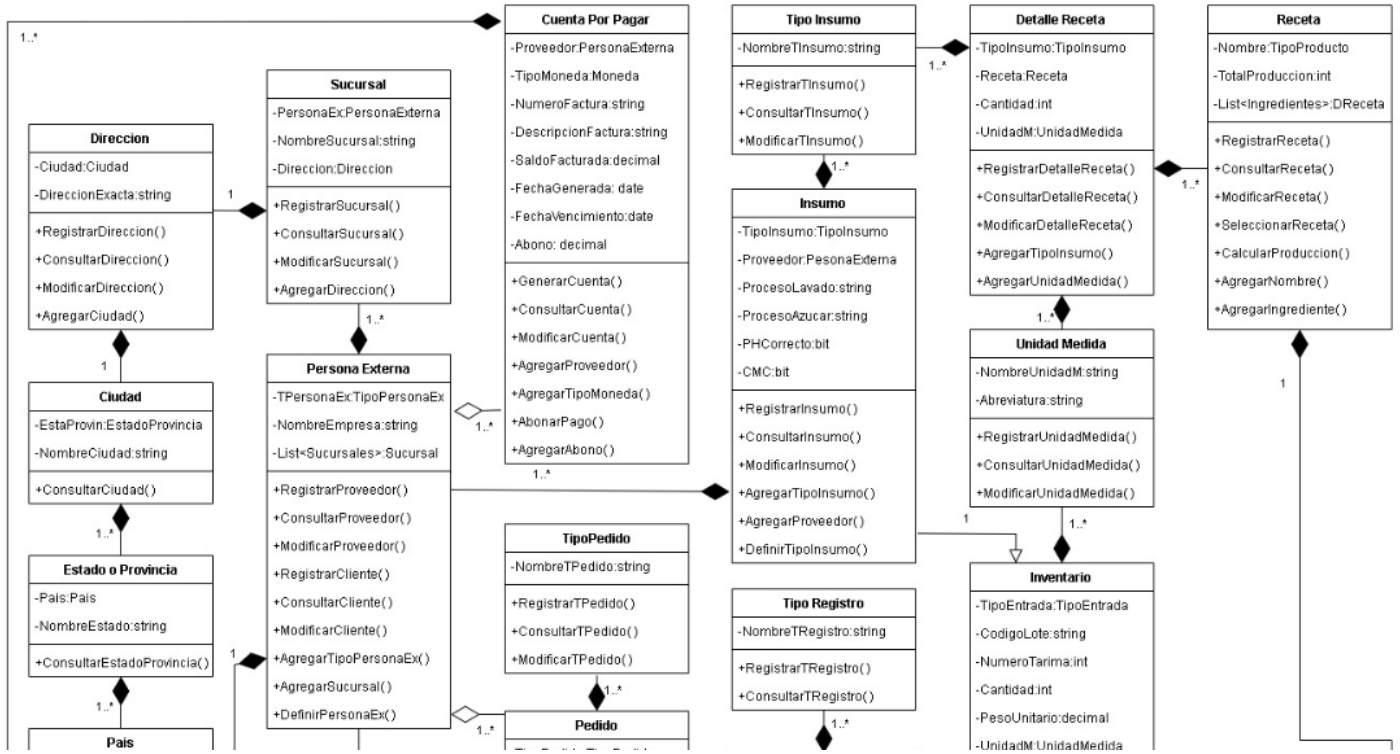 1..*
Direccion
-Ciudad:Ciudad
-DireccionExacta:string
+RegistrarDireccion()
+ConsultarDireccion()
+ModificarDireccion()
+AgregarCiudad()
1
1
Ciudad
-EstaProvin:EstadoProvincia
-NombreCiudad:string
+ConsultarCiudad()
1..*
Estado o Provincia
-Pais:Pais
-NombreEstado:string
+ConsultarEstadoProvincia()
1..*
Pais
Sucursal
-PersonaEx:PersonaExterna
-NombreSucursal:string
-Direccion:Direccion
+RegistrarSucursal()
+ConsultarSucursal()
+ModificarSucursal()
+AgregarDireccion()
1..*
Persona Externa
-TPersonaEx:TipoPersonaEx
-NombreEmpresa:string
-List<Sucursales>:Sucursal
+RegistrarProveedor()
+ConsultarProveedor()
+ModificarProveedor()
+RegistrarCliente()
+ConsultarCliente()
+ModificarCliente()
+AgregarTipoPersonaEx()
+AgregarSucursal()
+DefinirPersonaEx()
1
1..*
1..*
Cuenta Por Pagar
-Proveedor:PersonaExterna
-TipoMoneda:Moneda
-NumeroFactura:string
-DescripcionFactura:string
-SaldoFacturada:decimal
-FechaGenerada: date
-FechaVencimiento:date
-Abono: decimal
+GenerarCuenta()
+ConsultarCuenta()
+ModificarCuenta()
+AgregarProveedor()
+AgregarTipoMoneda()
+AbonarPago()
+AgregarAbono()
1..*
TipoPedido
-NombreTPedido:string
+RegistrarTPedido()
+ConsultarTPedido()
+ModificarTPedido()
1..*
Pedido
Tipo Insumo
-NombreTInsumo:string
+RegistrarTInsumo()
+ConsultarTInsumo()
+ModificarTInsumo()
1..*
1..*
Insumo
-TipoInsumo:TipoInsumo
-Proveedor:PesonaExterna
-ProcesoLavado:string
-ProcesoAzucar:string
-PHCorrecto:bit
-CMC:bit
+RegistrarInsumo()
+ConsultarInsumo()
+ModificarInsumo()
+AgregarTipoInsumo()
+AgregarProveedor()
+DefinirTipoInsumo()
1
Tipo Registro
-NombreTRegistro:string
+RegistrarTRegistro()
+ConsultarTRegistro()
1..*
Detalle Receta
-TipoInsumo:TipoInsumo
-Receta:Receta
-Cantidad:int
-UnidadM:UnidadMedida
+RegistrarDetalleReceta()
+ConsultarDetalleReceta()
+ModificarDetalleReceta()
+AgregarTipoInsumo()
+AgregarUnidadMedida()
1..*
1..*
Unidad Medida
-NombreUnidadM:string
-Abreviatura:string
+RegistrarUnidadMedida()
+ConsultarUnidadMedida()
+ModificarUnidadMedida()
1..*
Inventario
-TipoEntrada:TipoEntrada
-CodigoLote:string
-NumeroTarima:int
-Cantidad:int
-PesoUnitario:decimal
-UnidadM:UnidadMedida
Receta
-Nombre:TipoProducto
-TotalProduccion:int
-List<Ingredientes>:DReceta
+RegistrarReceta()
+ConsultarReceta()
+ModificarReceta()
+SeleccionarReceta()
+CalcularProduccion()
+AgregarNombre()
+AgregarIngrediente()
1